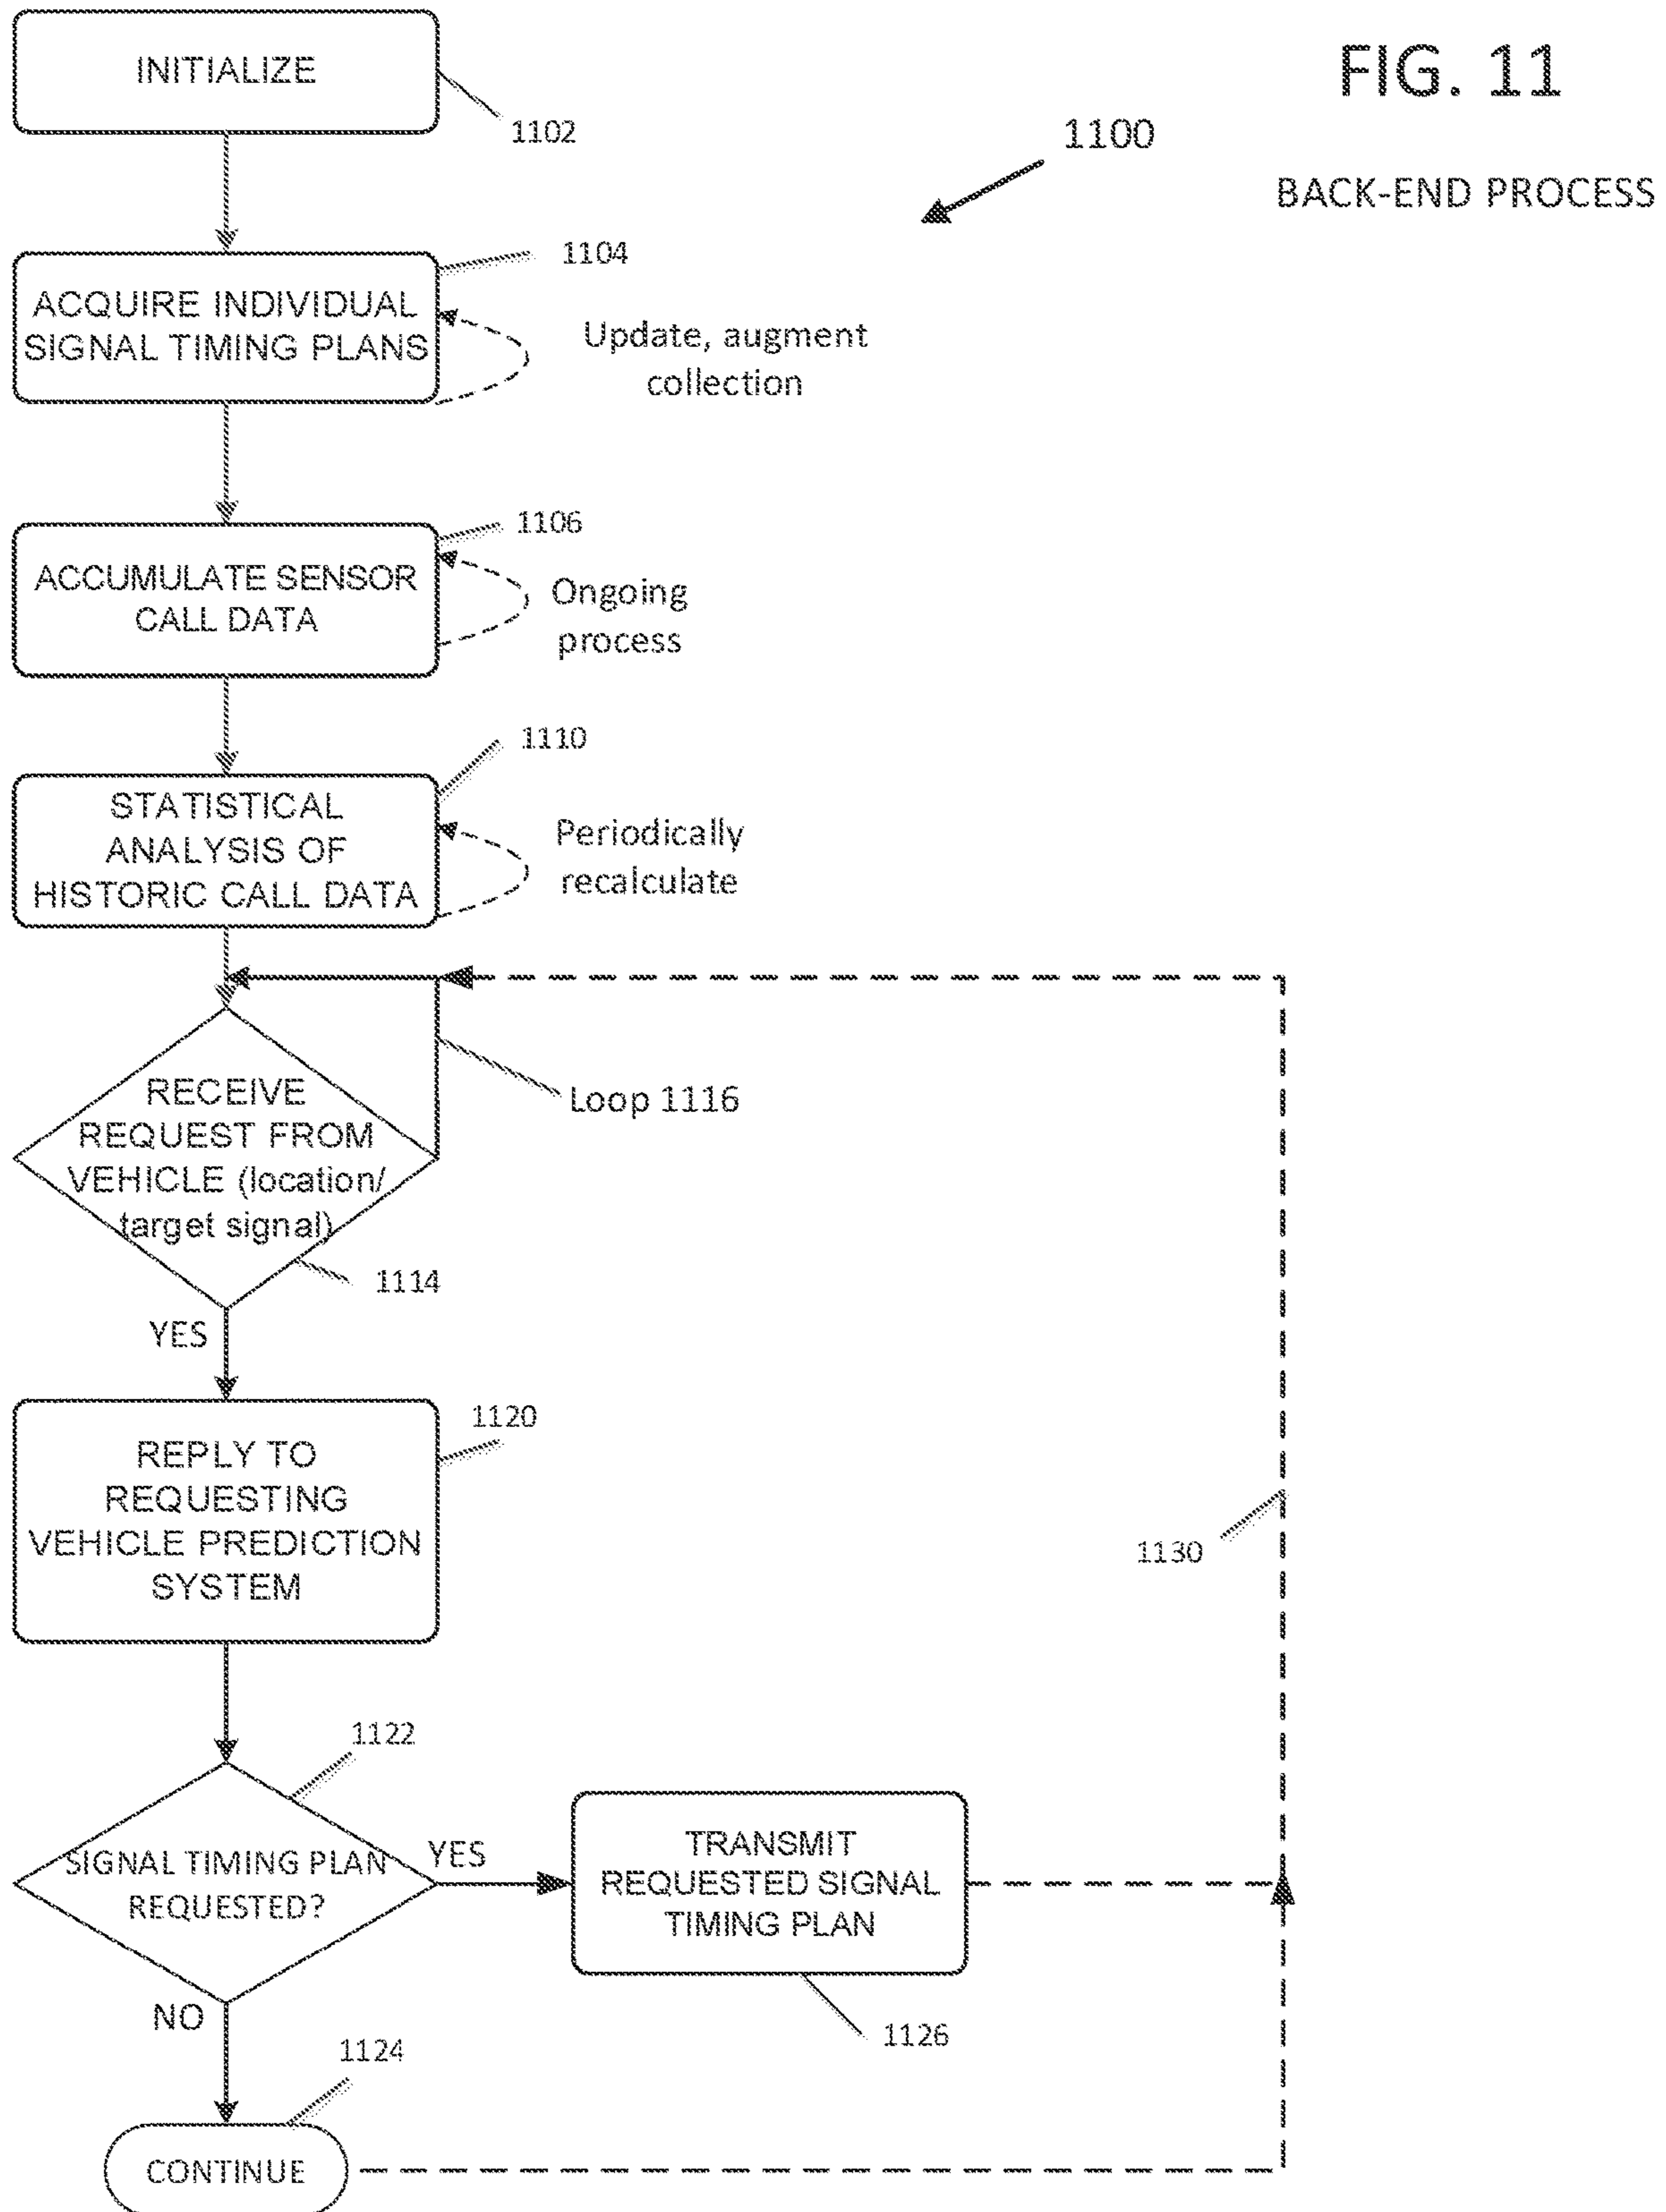 INITIALIZE
1102
FIG. 11
1100
BACK-END PROCESS
1104
ACQUIRE INDIVIDUAL
SIGNAL TIMING PLANS
Update, augment
collection
1106
ACCUMULATE SENSOR
CALL DATA
Ongoing
process
1110
STATISTICAL
ANALYSIS OF
HISTORIC CALL DATA
Periodically
recalculate
RECEIVE
REQUEST FROM
VEHICLE (location/
target signal)
Loop 1116
1114
YES
1120
REPLY TO
REQUESTING
VEHICLE PREDICTION
SYSTEM
1130
1122
SIGNAL TIMING PLAN
REQUESTED?
YES
TRANSMIT
REQUESTED SIGNAL
TIMING PLAN
1126
NO
1124
CONTINUE